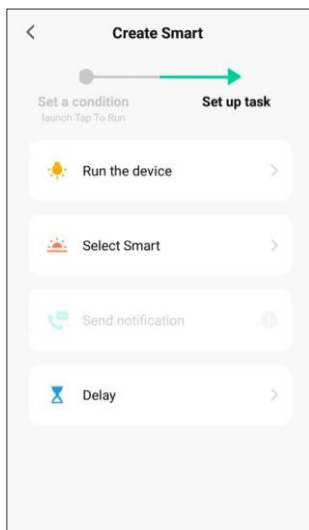 Create Smart
Set a condition
launch Tap To Run
Set up task
Run the device
Select Smart
Send notification
Delay